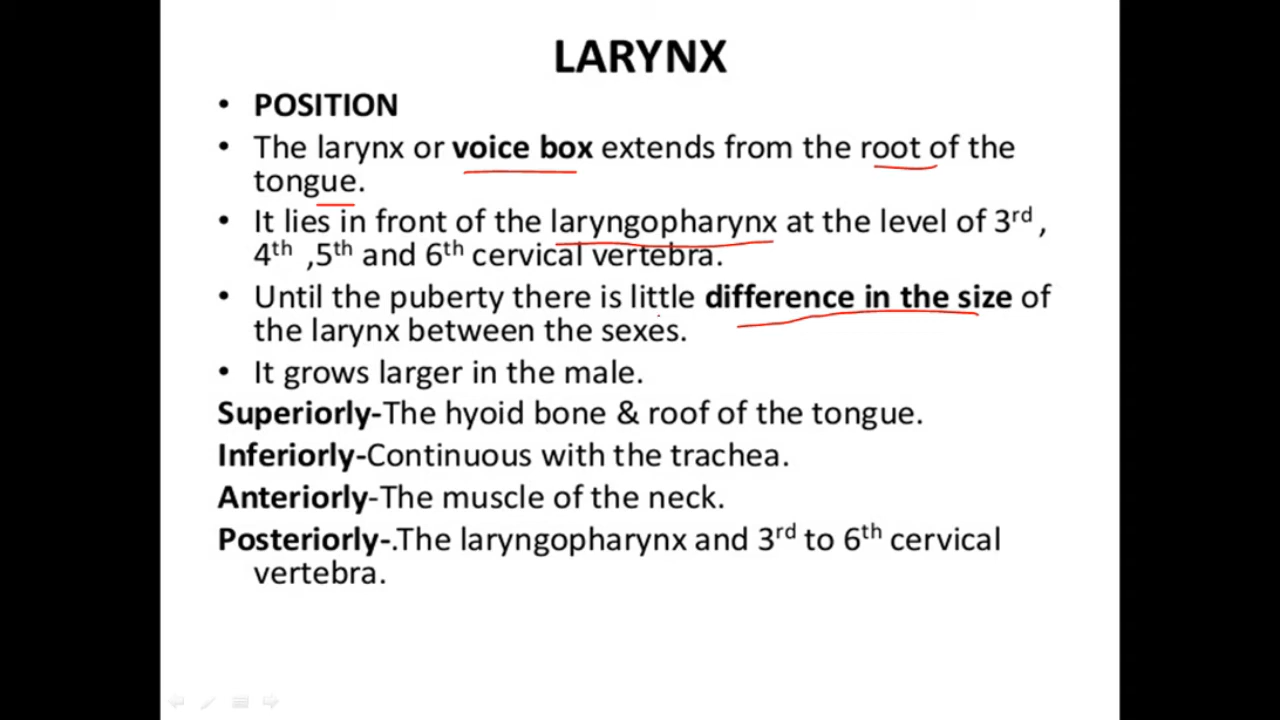 LARYNX
• POSITION
• The larynx or voice box extends from the root of the
tongue.
• It lies in front of the laryngopharynx at the level of 3rd ,
4th ,5th and 6th cervical vertebra.
• Until the puberty there is little difference in the size of
the larynx between the sexes.
• It grows larger in the male.
Superiorly-The hyoid bone & roof of the tongue.
Inferiorly-Continuous with the trachea.
Anteriorly-The muscle of the neck.
Posteriorly-.The laryngopharynx and 3rd to 6th cervical
vertebra.